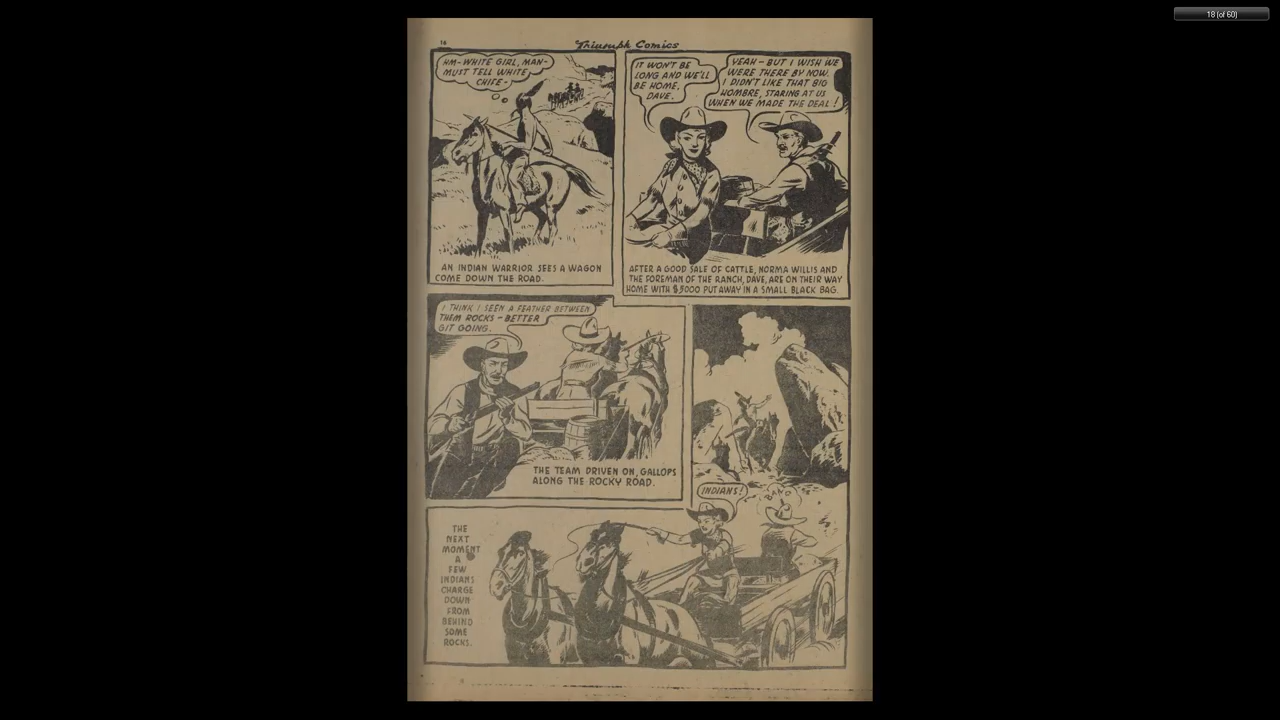 18 (of 60)
18
Triumph Comics
HM-WHITE GIRL, MAN-
MUST TELL WHITE
CHIFE-
AN INDIAN WARRIOR SEES A WAGON
COME DOWN THE ROAD.
IT WON'T BE
LONG AND WE'LL
BE HOME,
DAVE.
YEAH - BUT I WISH WE
WERE THERE BY NOW.
I DIDN'T LIKE THAT BIG
HOMBRE, STARING AT US
WHEN WE MADE THE DEAL!
AFTER A GOOD SALE OF CATTLE, NORMA WILLIS AND
THE FOREMAN OF THE RANCH, DAVE, ARE ON THEIR WAY
HOME WITH $5000 PUT AWAY IN A SMALL BLACK BAG.
I THINK I SEEN A FEATHER BETWEEN
THEM ROCKS - BETTER
GIT GOING.
THE TEAM DRIVEN ON, GALLOPS
ALONG THE ROCKY ROAD.
INDIANS!
BANG
THE
NEXT
MOMENT
A
FEW
INDIANS
CHARGE
DOWN
FROM
BEHIND
SOME
ROCKS.